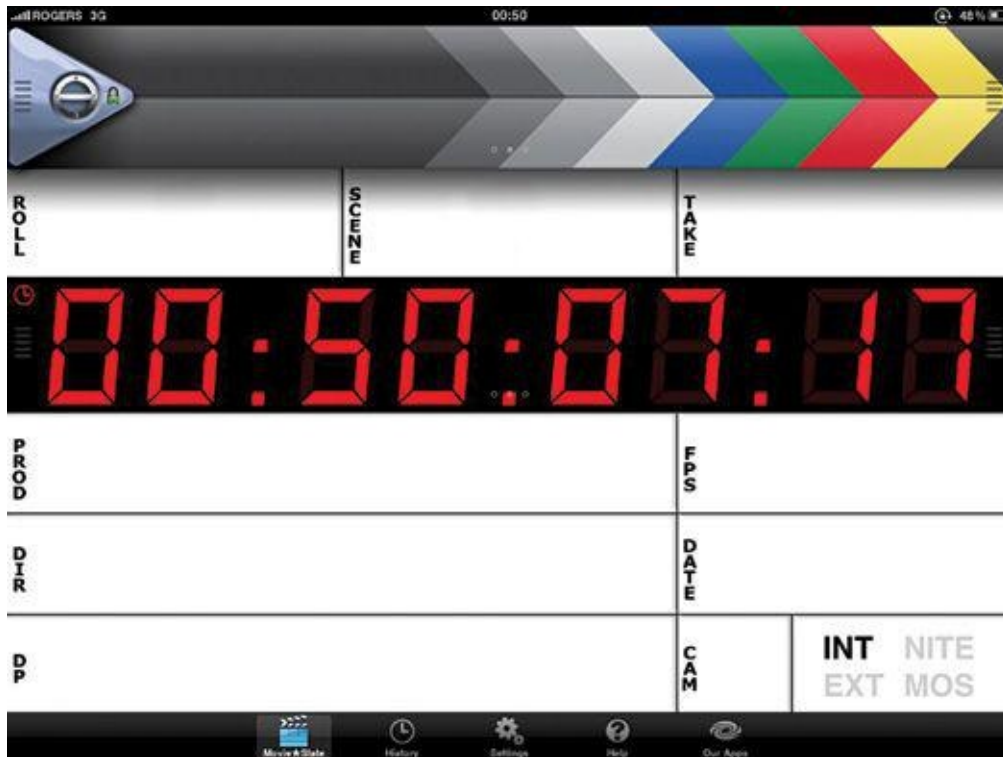 ROGERS 3G 00:50 48%
ROLL SCENE TAKE
00:50:07:17
PROD FPS
DIR DATE
DP CAM INT NITE
EXT MOS
Movie★Slate History Settings Help Our Apps